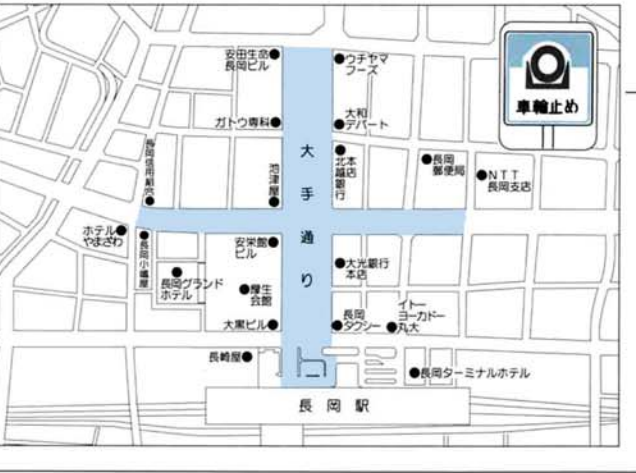 安田生命
長岡ビル
ウチヤマ
フーズ
車輪止め
ガトウ専科
大和
デパート
大手通り
長岡信用組合
池津屋
北越銀行
本店
長岡
郵便局
NTT
長岡支店
ホテル
やまざわ
長岡小嶋屋
安栄館
ビル
大光銀行
本店
長岡グランド
ホテル
厚生
会館
大黒ビル
長岡
タクシー
イトー
ヨーカドー
丸大
長崎屋
長岡ターミナルホテル
長岡駅